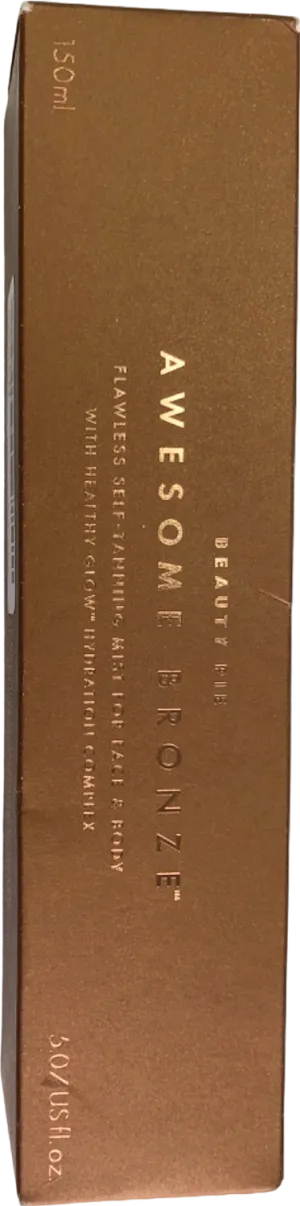 BEAUTY PIE
AWESOME BRONZE™
FLAWLESS SELF-TANNING MIST FOR FACE & BODY
WITH HEALTHY GLOW™ HYDRATION COMPLEX
150ml
5.07 US fl. oz.